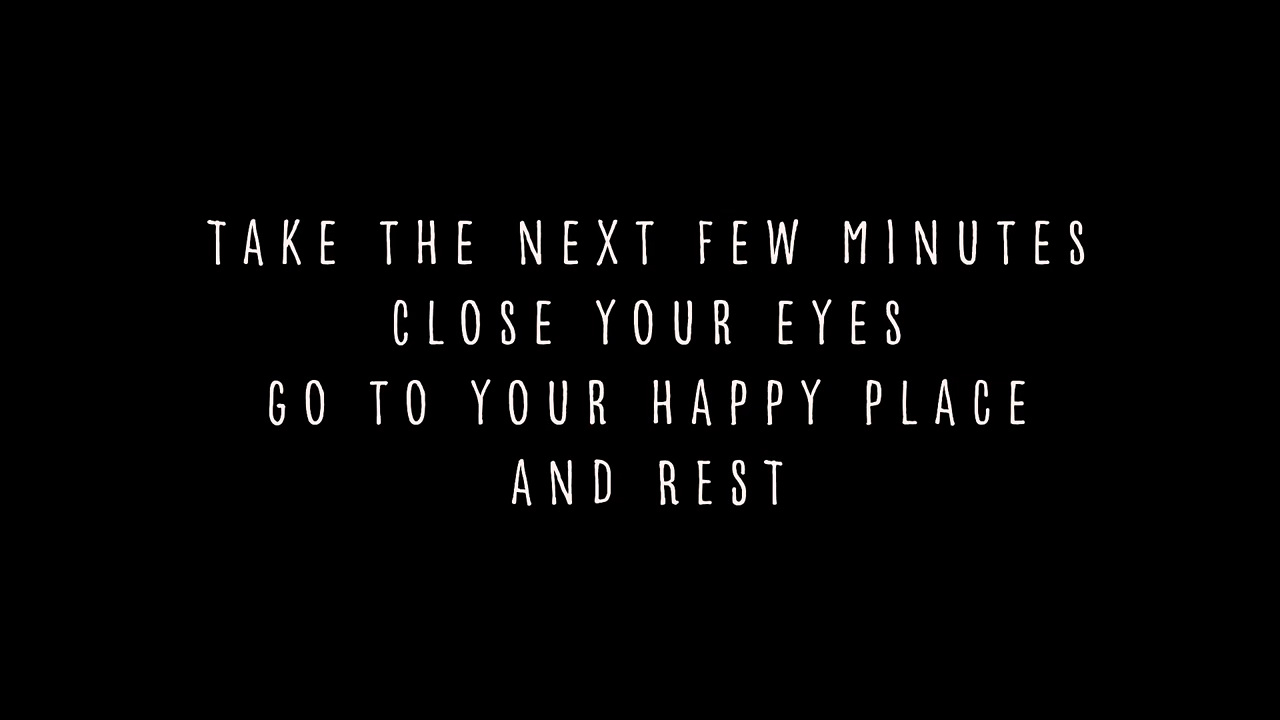 TAKE THE NEXT FEW MINUTES
CLOSE YOUR EYES
GO TO YOUR HAPPY PLACE
AND REST